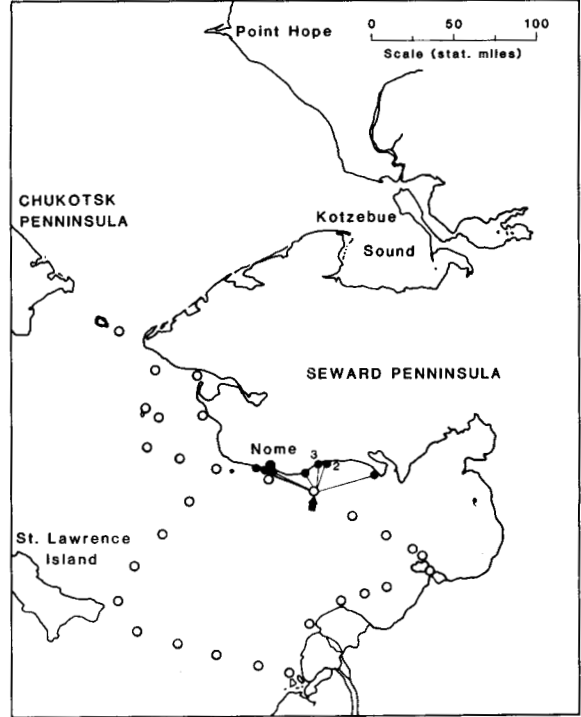 Point Hope
0 50 100
Scale (stat. miles)
CHUKOTSK
PENNINSULA
Kotzebue
Sound
SEWARD PENNINSULA
Nome
3
2
St. Lawrence
Island